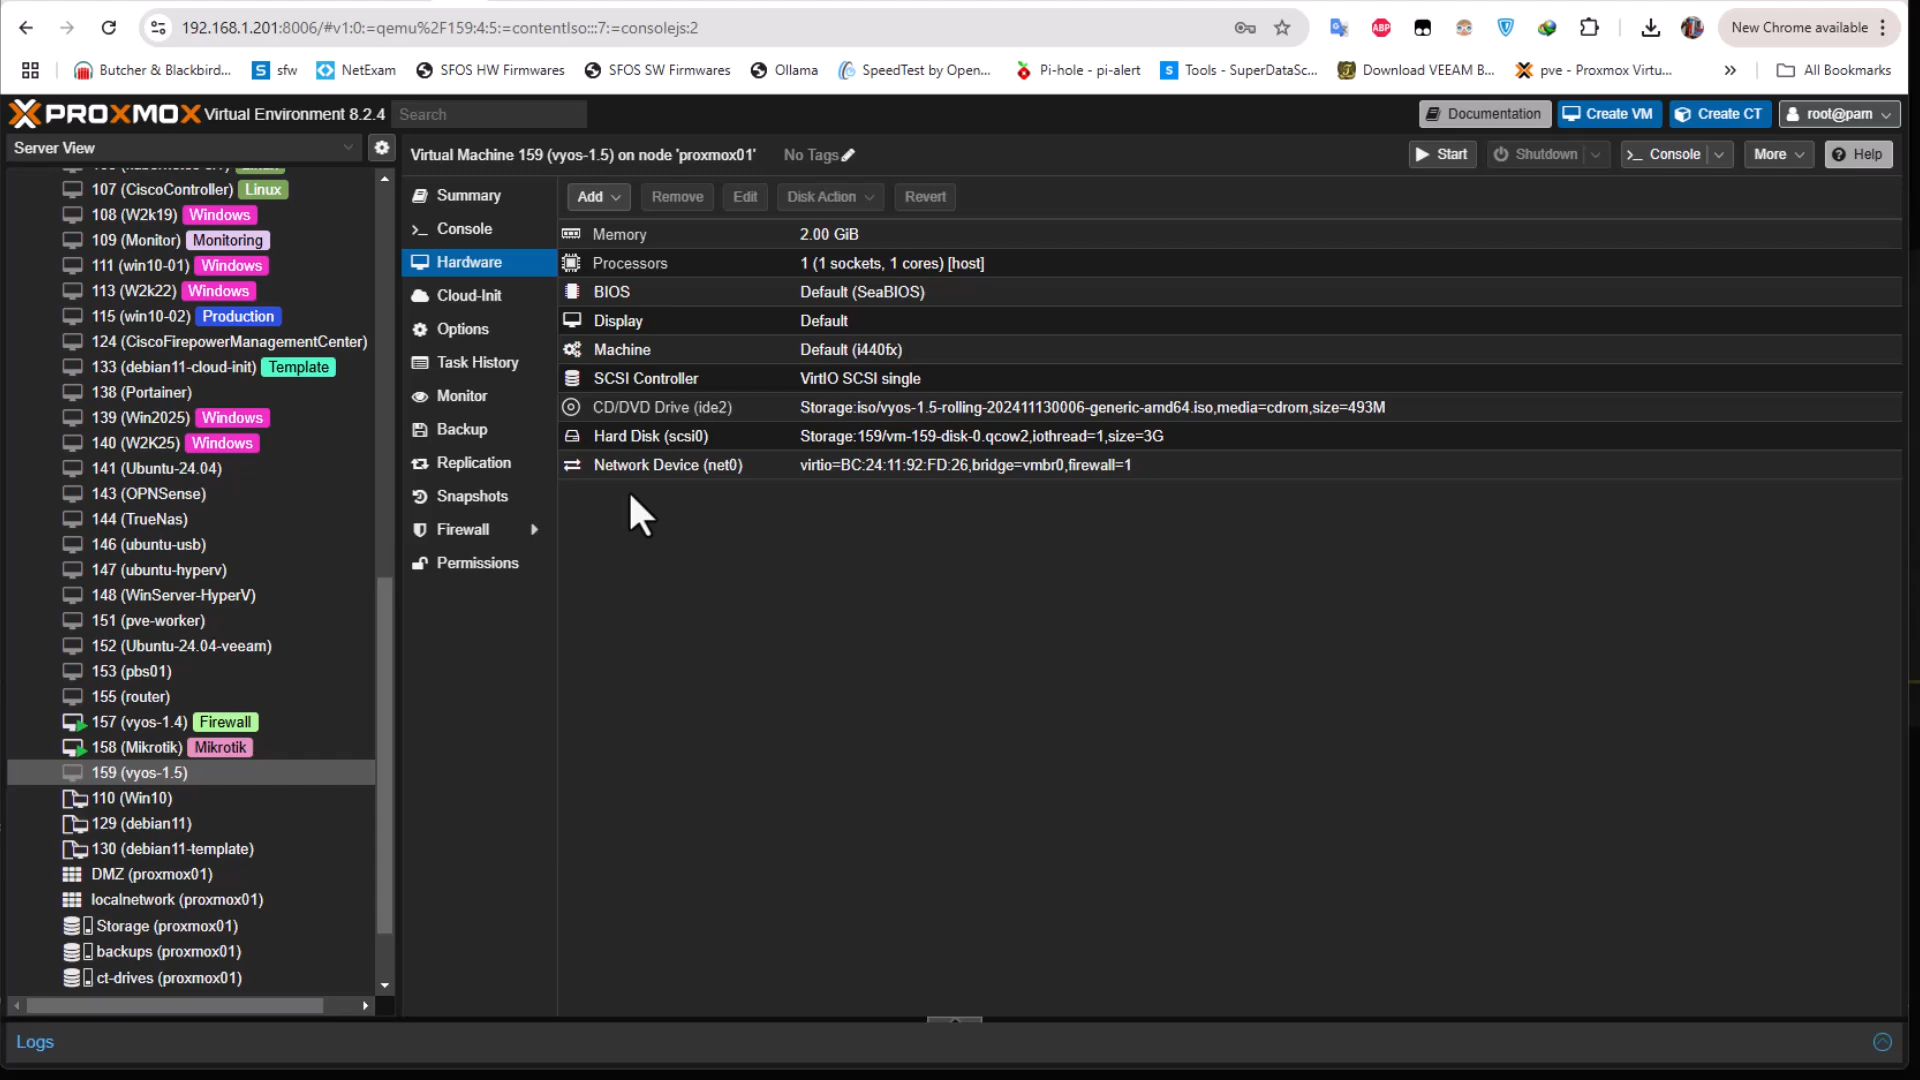 192.168.1.201:8006/#v1:0:=qemu%2F159:4:5:=contentIso:::7:=consolejs:2
New Chrome available
Butcher & Blackbird...
sfw
NetExam
SFOS HW Firmwares
SFOS SW Firmwares
Ollama
SpeedTest by Open...
Pi-hole - pi-alert
Tools - SuperDataSc...
Download VEEAM B...
pve - Proxmox Virtu...
All Bookmarks
PROXMOX Virtual Environment 8.2.4
Search
Documentation
Create VM
Create CT
root@pam
Server View
Virtual Machine 159 (vyos-1.5) on node 'proxmox01'
No Tags
Start
Shutdown
Console
More
Help
107 (CiscoController) Linux
108 (W2k19) Windows
109 (Monitor) Monitoring
111 (win10-01) Windows
113 (W2k22) Windows
115 (win10-02) Production
124 (CiscoFirepowerManagementCenter)
133 (debian11-cloud-init) Template
138 (Portainer)
139 (Win2025) Windows
140 (W2K25) Windows
141 (Ubuntu-24.04)
143 (OPNSense)
144 (TrueNas)
146 (ubuntu-usb)
147 (ubuntu-hyperv)
148 (WinServer-HyperV)
151 (pve-worker)
152 (Ubuntu-24.04-veeam)
153 (pbs01)
155 (router)
157 (vyos-1.4) Firewall
158 (Mikrotik) Mikrotik
159 (vyos-1.5)
110 (Win10)
129 (debian11)
130 (debian11-template)
DMZ (proxmox01)
localnetwork (proxmox01)
Storage (proxmox01)
backups (proxmox01)
ct-drives (proxmox01)
Summary
Console
Hardware
Cloud-Init
Options
Task History
Monitor
Backup
Replication
Snapshots
Firewall
Permissions
Add
Remove
Edit
Disk Action
Revert
Memory 2.00 GiB
Processors 1 (1 sockets, 1 cores) [host]
BIOS Default (SeaBIOS)
Display Default
Machine Default (i440fx)
SCSI Controller VirtIO SCSI single
CD/DVD Drive (ide2) Storage:iso/vyos-1.5-rolling-202411130006-generic-amd64.iso,media=cdrom,size=493M
Hard Disk (scsi0) Storage:159/vm-159-disk-0.qcow2,iothread=1,size=3G
Network Device (net0) virtio=BC:24:11:92:FD:26,bridge=vmbr0,firewall=1
Logs